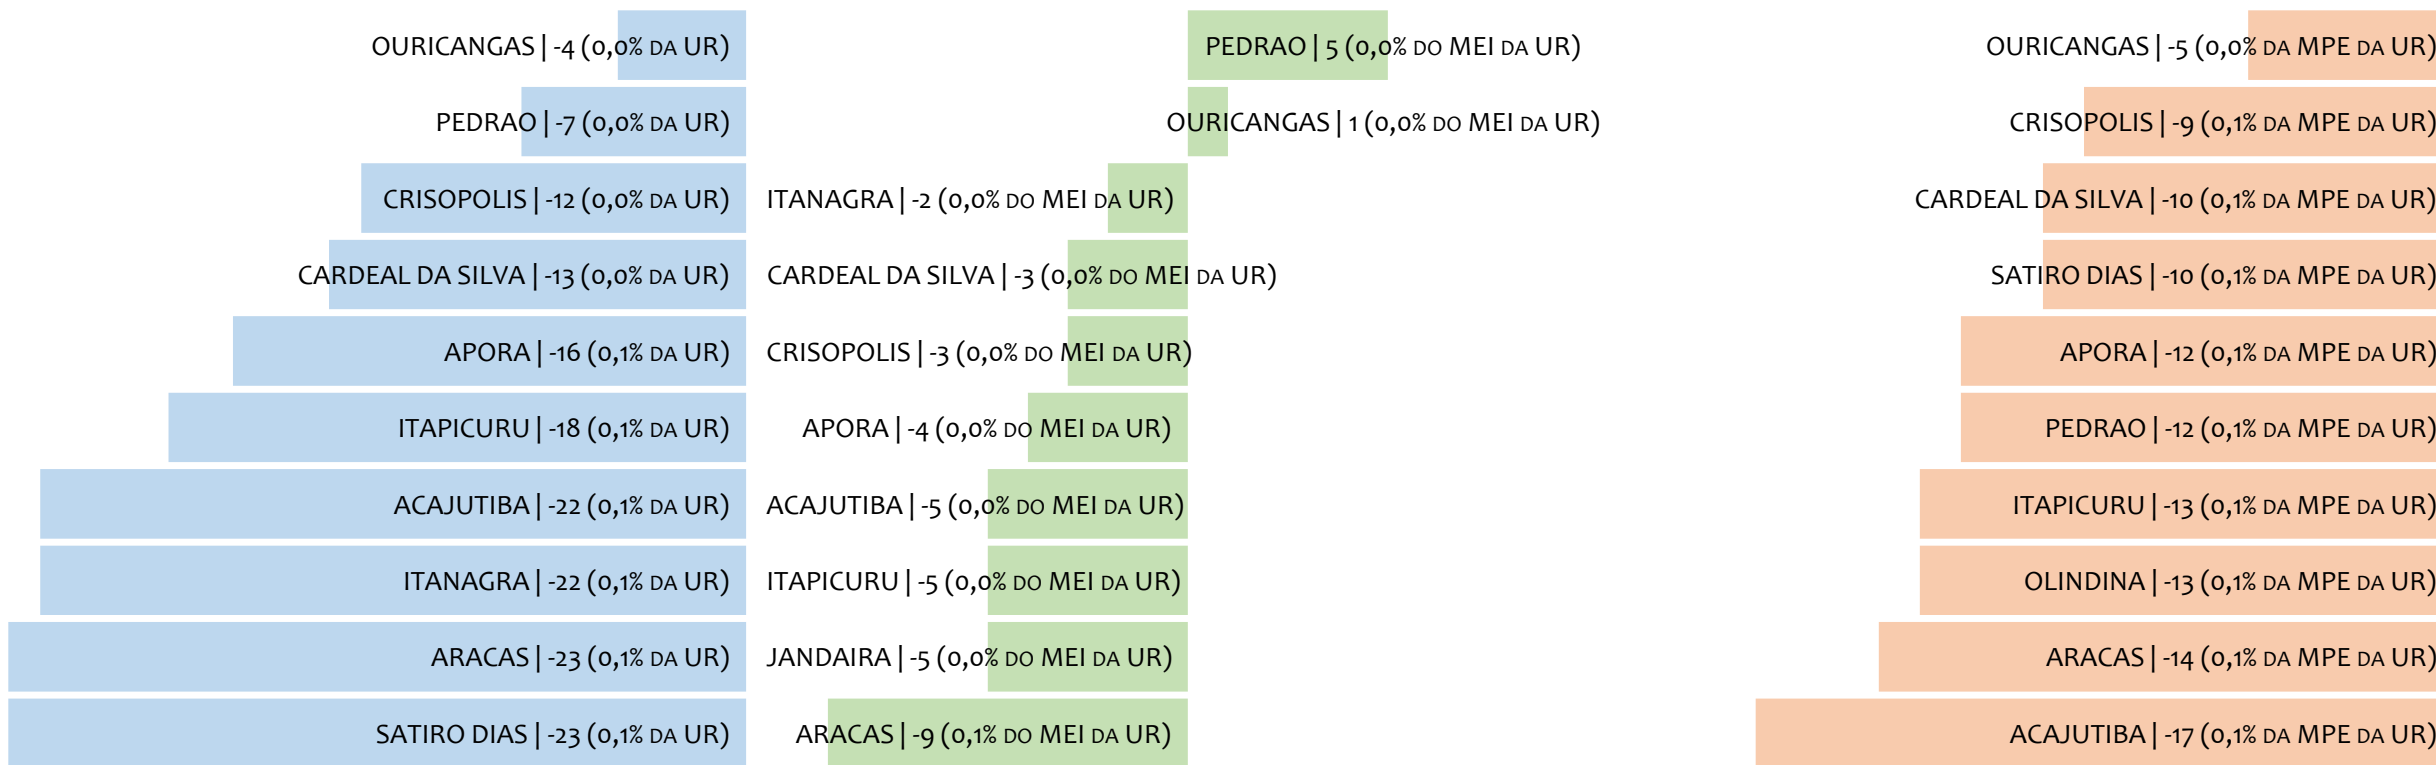 OURICANGAS | -4 (0,0% DA UR)
PEDRAO | -7 (0,0% DA UR)
CRISOPOLIS | -12 (0,0% DA UR)
CARDEAL DA SILVA | -13 (0,0% DA UR)
APORA | -16 (0,1% DA UR)
ITAPICURU | -18 (0,1% DA UR)
ACAJUTIBA | -22 (0,1% DA UR)
ITANAGRA | -22 (0,1% DA UR)
ARACAS | -23 (0,1% DA UR)
SATIRO DIAS | -23 (0,1% DA UR)
PEDRAO | 5 (0,0% DO MEI DA UR)
OURICANGAS | 1 (0,0% DO MEI DA UR)
ITANAGRA | -2 (0,0% DO MEI DA UR)
CARDEAL DA SILVA | -3 (0,0% DO MEI DA UR)
CRISOPOLIS | -3 (0,0% DO MEI DA UR)
APORA | -4 (0,0% DO MEI DA UR)
ACAJUTIBA | -5 (0,0% DO MEI DA UR)
ITAPICURU | -5 (0,0% DO MEI DA UR)
JANDAIRA | -5 (0,0% DO MEI DA UR)
ARACAS | -9 (0,1% DO MEI DA UR)
OURICANGAS | -5 (0,0% DA MPE DA UR)
CRISOPOLIS | -9 (0,1% DA MPE DA UR)
CARDEAL DA SILVA | -10 (0,1% DA MPE DA UR)
SATIRO DIAS | -10 (0,1% DA MPE DA UR)
APORA | -12 (0,1% DA MPE DA UR)
PEDRAO | -12 (0,1% DA MPE DA UR)
ITAPICURU | -13 (0,1% DA MPE DA UR)
OLINDINA | -13 (0,1% DA MPE DA UR)
ARACAS | -14 (0,1% DA MPE DA UR)
ACAJUTIBA | -17 (0,1% DA MPE DA UR)